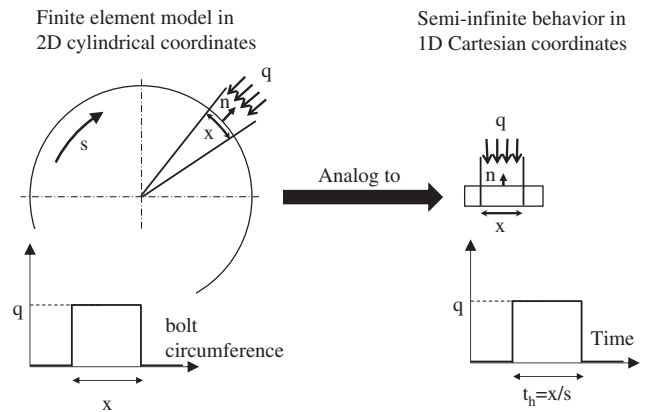 Finite element model in
2D cylindrical coordinates
Semi-infinite behavior in
1D Cartesian coordinates
q
n
x
s
Analog to
q
n
x
q
bolt
circumference
x
q
Time
th=x/s